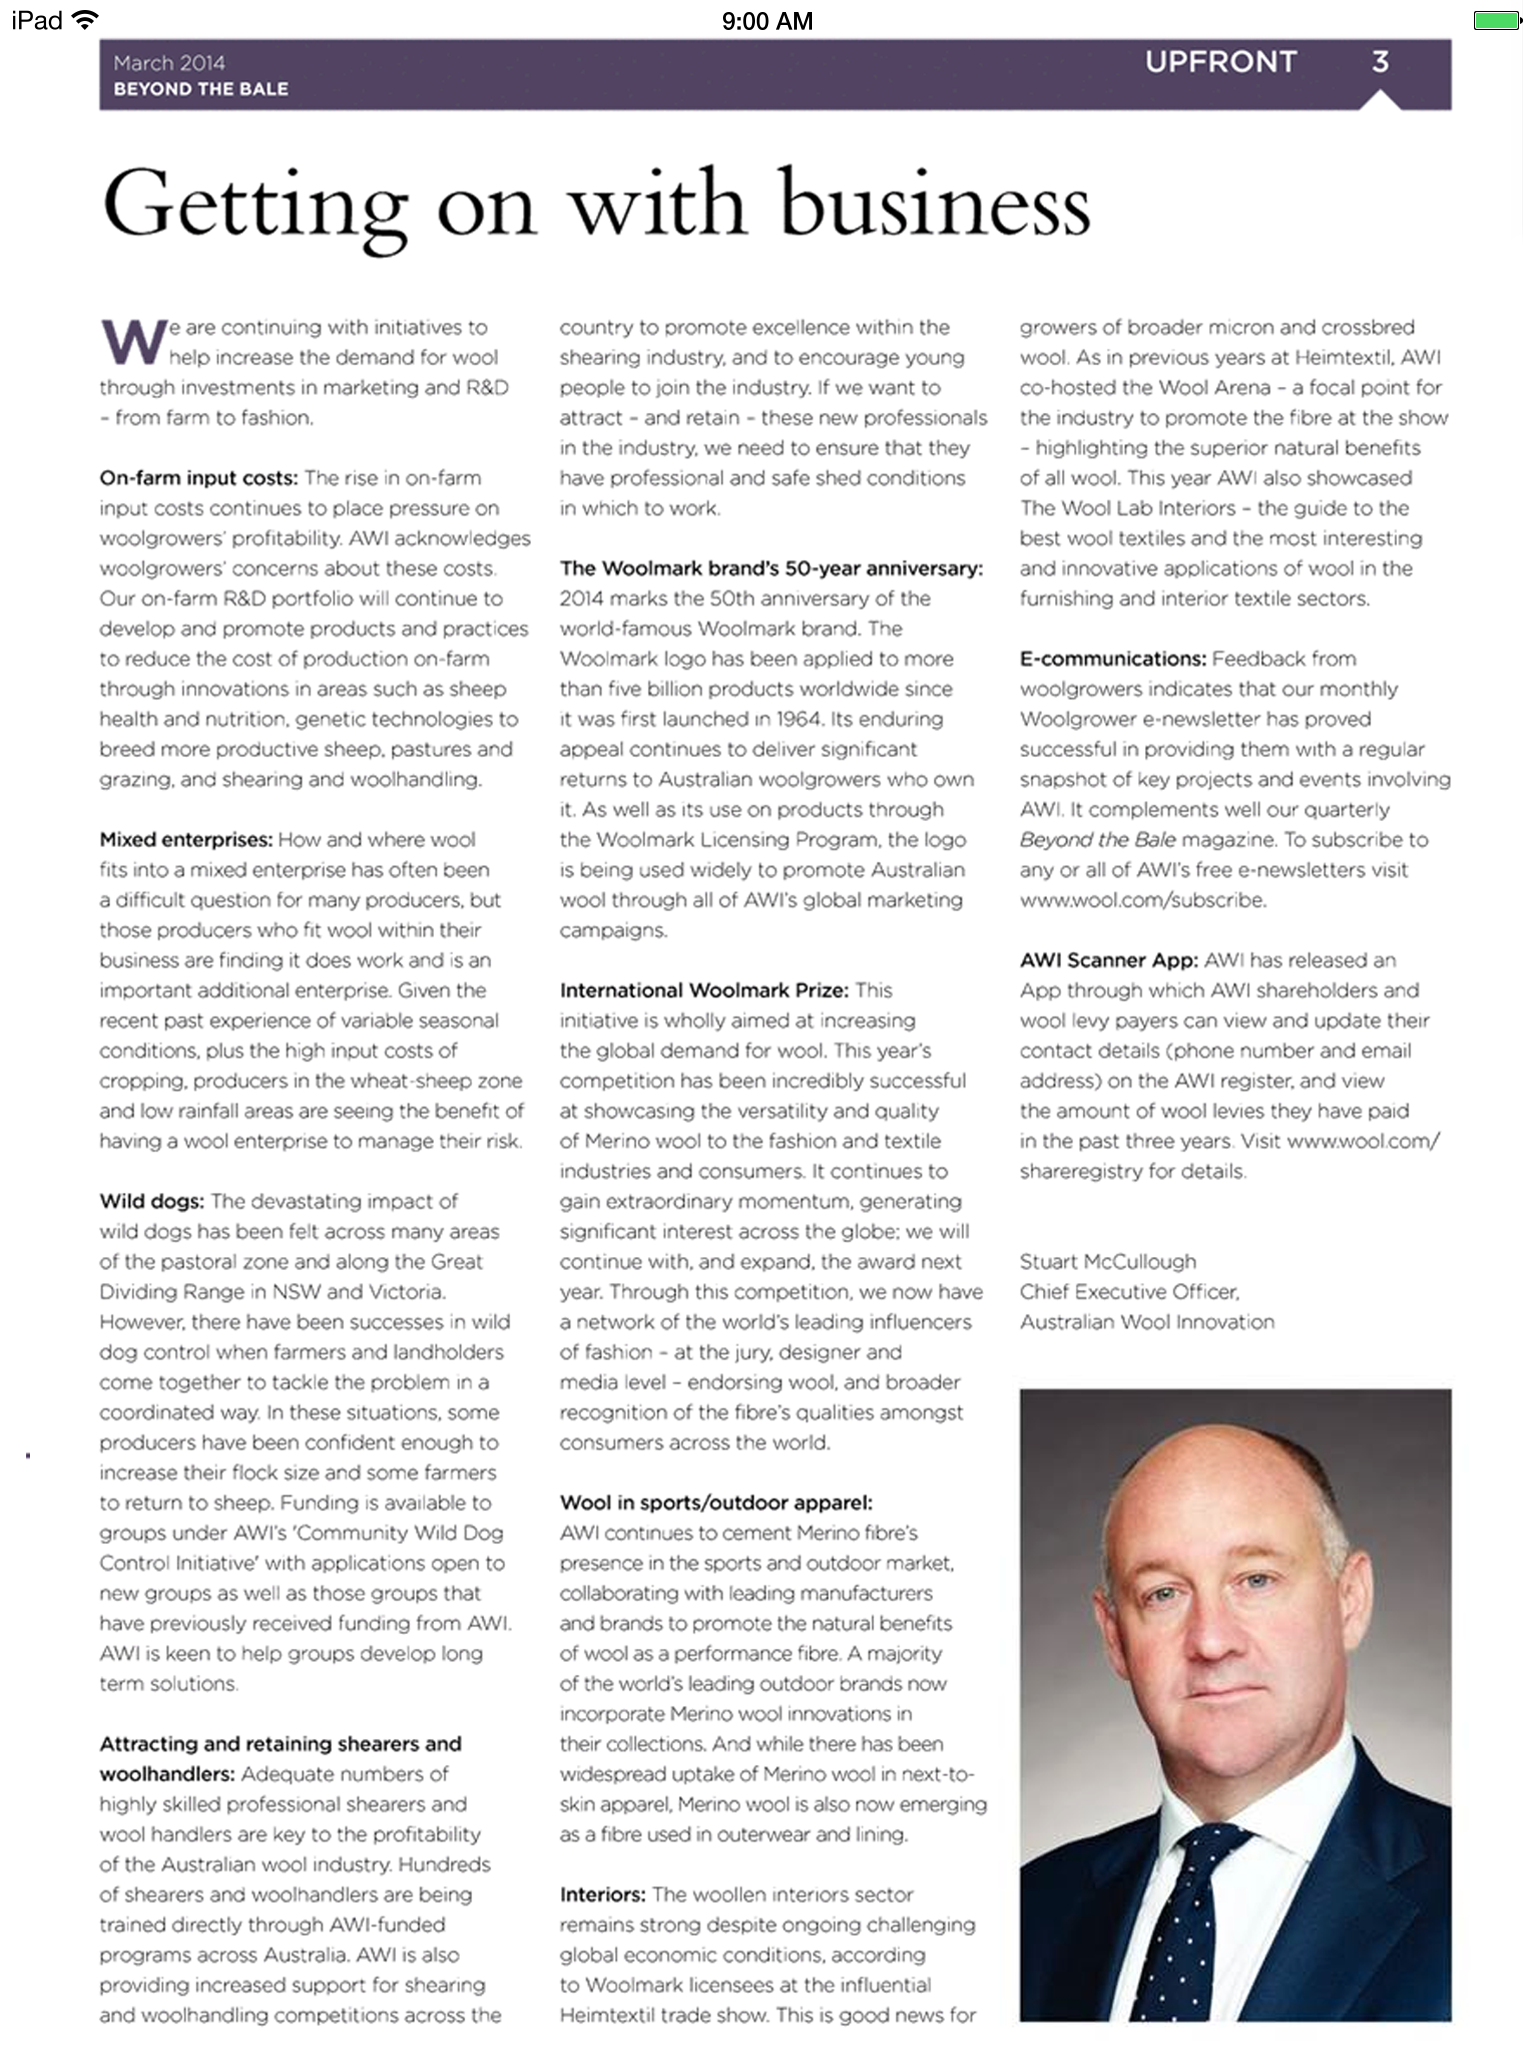 iPad
9:00 AM
March 2014
BEYOND THE BALE
UPFRONT
3
Getting on with business
We are continuing with initiatives to
help increase the demand for wool
through investments in marketing and R&D
– from farm to fashion.
On-farm input costs: The rise in on-farm
input costs continues to place pressure on
woolgrowers' profitability. AWI acknowledges
woolgrowers' concerns about these costs.
Our on-farm R&D portfolio will continue to
develop and promote products and practices
to reduce the cost of production on-farm
through innovations in areas such as sheep
health and nutrition, genetic technologies to
breed more productive sheep, pastures and
grazing, and shearing and woolhandling.
Mixed enterprises: How and where wool
fits into a mixed enterprise has often been
a difficult question for many producers, but
those producers who fit wool within their
business are finding it does work and is an
important additional enterprise. Given the
recent past experience of variable seasonal
conditions, plus the high input costs of
cropping, producers in the wheat-sheep zone
and low rainfall areas are seeing the benefit of
having a wool enterprise to manage their risk.
Wild dogs: The devastating impact of
wild dogs has been felt across many areas
of the pastoral zone and along the Great
Dividing Range in NSW and Victoria.
However, there have been successes in wild
dog control when farmers and landholders
come together to tackle the problem in a
coordinated way. In these situations, some
producers have been confident enough to
increase their flock size and some farmers
to return to sheep. Funding is available to
groups under AWI's 'Community Wild Dog
Control Initiative' with applications open to
new groups as well as those groups that
have previously received funding from AWI.
AWI is keen to help groups develop long
term solutions.
Attracting and retaining shearers and
woolhandlers: Adequate numbers of
highly skilled professional shearers and
wool handlers are key to the profitability
of the Australian wool industry. Hundreds
of shearers and woolhandlers are being
trained directly through AWI-funded
programs across Australia. AWI is also
providing increased support for shearing
and woolhandling competitions across the
country to promote excellence within the
shearing industry, and to encourage young
people to join the industry. If we want to
attract – and retain – these new professionals
in the industry, we need to ensure that they
have professional and safe shed conditions
in which to work.
The Woolmark brand's 50-year anniversary:
2014 marks the 50th anniversary of the
world-famous Woolmark brand. The
Woolmark logo has been applied to more
than five billion products worldwide since
it was first launched in 1964. Its enduring
appeal continues to deliver significant
returns to Australian woolgrowers who own
it. As well as its use on products through
the Woolmark Licensing Program, the logo
is being used widely to promote Australian
wool through all of AWI's global marketing
campaigns.
International Woolmark Prize: This
initiative is wholly aimed at increasing
the global demand for wool. This year's
competition has been incredibly successful
at showcasing the versatility and quality
of Merino wool to the fashion and textile
industries and consumers. It continues to
gain extraordinary momentum, generating
significant interest across the globe; we will
continue with, and expand, the award next
year. Through this competition, we now have
a network of the world's leading influencers
of fashion – at the jury, designer and
media level – endorsing wool, and broader
recognition of the fibre's qualities amongst
consumers across the world.
Wool in sports/outdoor apparel:
AWI continues to cement Merino fibre's
presence in the sports and outdoor market,
collaborating with leading manufacturers
and brands to promote the natural benefits
of wool as a performance fibre. A majority
of the world's leading outdoor brands now
incorporate Merino wool innovations in
their collections. And while there has been
widespread uptake of Merino wool in next-to-
skin apparel, Merino wool is also now emerging
as a fibre used in outerwear and lining.
Interiors: The woollen interiors sector
remains strong despite ongoing challenging
global economic conditions, according
to Woolmark licensees at the influential
Heimtextil trade show. This is good news for
growers of broader micron and crossbred
wool. As in previous years at Heimtextil, AWI
co-hosted the Wool Arena – a focal point for
the industry to promote the fibre at the show
– highlighting the superior natural benefits
of all wool. This year AWI also showcased
The Wool Lab Interiors – the guide to the
best wool textiles and the most interesting
and innovative applications of wool in the
furnishing and interior textile sectors.
E-communications: Feedback from
woolgrowers indicates that our monthly
Woolgrower e-newsletter has proved
successful in providing them with a regular
snapshot of key projects and events involving
AWI. It complements well our quarterly
Beyond the Bale magazine. To subscribe to
any or all of AWI's free e-newsletters visit
www.wool.com/subscribe.
AWI Scanner App: AWI has released an
App through which AWI shareholders and
wool levy payers can view and update their
contact details (phone number and email
address) on the AWI register, and view
the amount of wool levies they have paid
in the past three years. Visit www.wool.com/
shareregistry for details.
Stuart McCullough
Chief Executive Officer,
Australian Wool Innovation